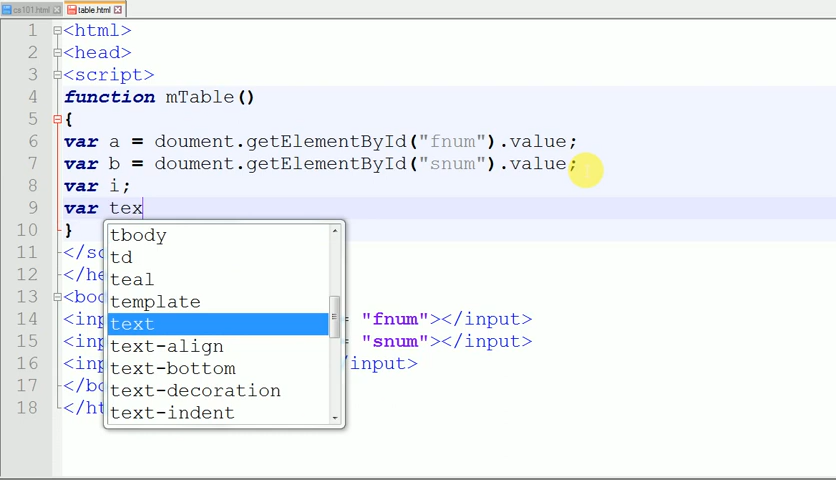 cs101.html table.html
1 <html>
2 <head>
3 <script>
4 function mTable()
5 {
6 var a = doument.getElementById("fnum").value;
7 var b = doument.getElementById("snum").value;
8 var i;
9 var tex
10 }
11 </sc
12 </he
13 <bod
14 <inp = "fnum"></input>
15 <inp = "snum"></input>
16 <inp /input>
17 </bo
18 </ht
tbody
td
teal
template
text
text-align
text-bottom
text-decoration
text-indent